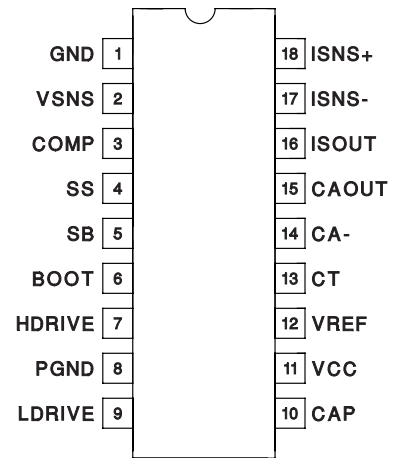 GND 1 18 ISNS+
VSNS 2 17 ISNS-
COMP 3 16 ISOUT
SS 4 15 CAOUT
SB 5 14 CA-
BOOT 6 13 CT
HDRIVE 7 12 VREF
PGND 8 11 VCC
LDRIVE 9 10 CAP